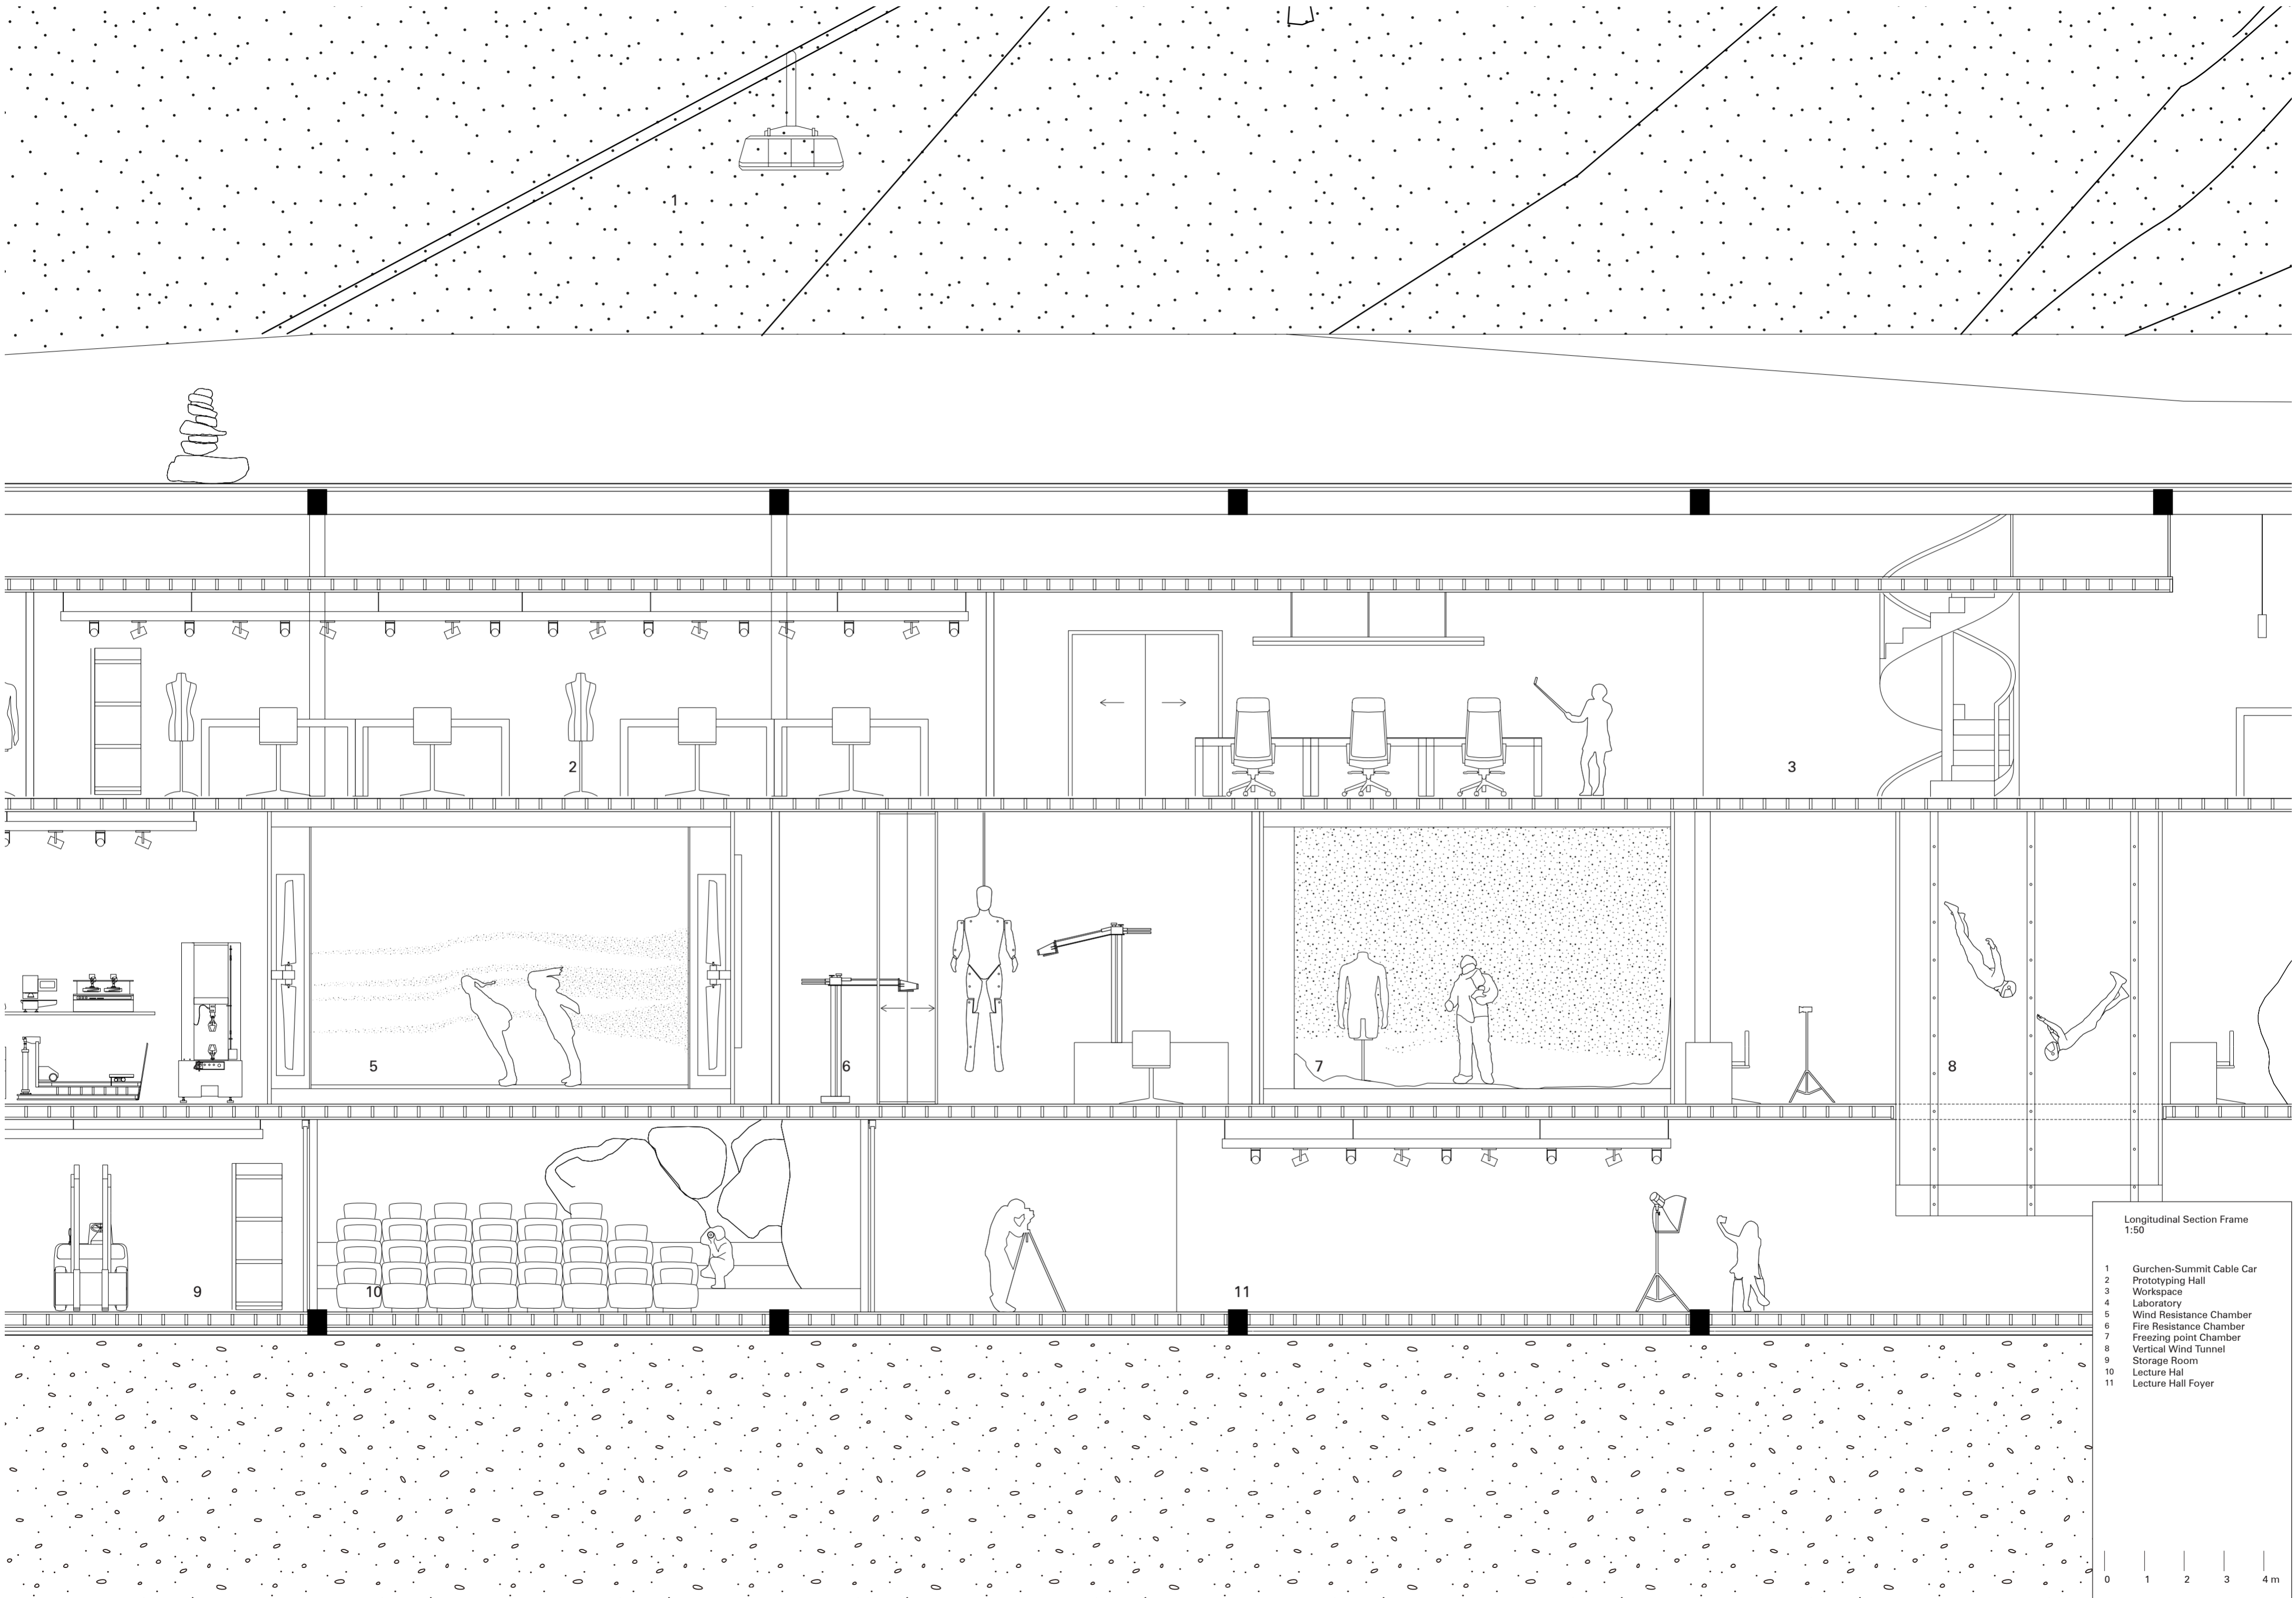 1
2
3
5
6
7
8
9
10
11
Longitudinal Section Frame
1:50
1 Gurchen-Summit Cable Car
2 Prototyping Hall
3 Workspace
4 Laboratory
5 Wind Resistance Chamber
6 Fire Resistance Chamber
7 Freezing point Chamber
8 Vertical Wind Tunnel
9 Storage Room
10 Lecture Hal
11 Lecture Hall Foyer
0 1 2 3 4 m